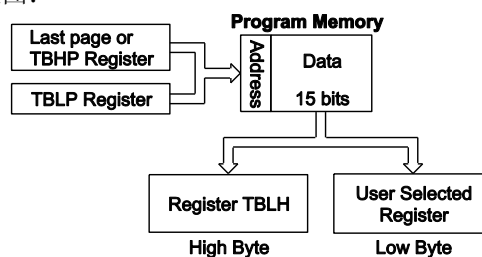 图:
Program Memory
Last page or
TBHP Register
TBLP Register
Address
Data
15 bits
Register TBLH
User Selected
Register
High Byte
Low Byte